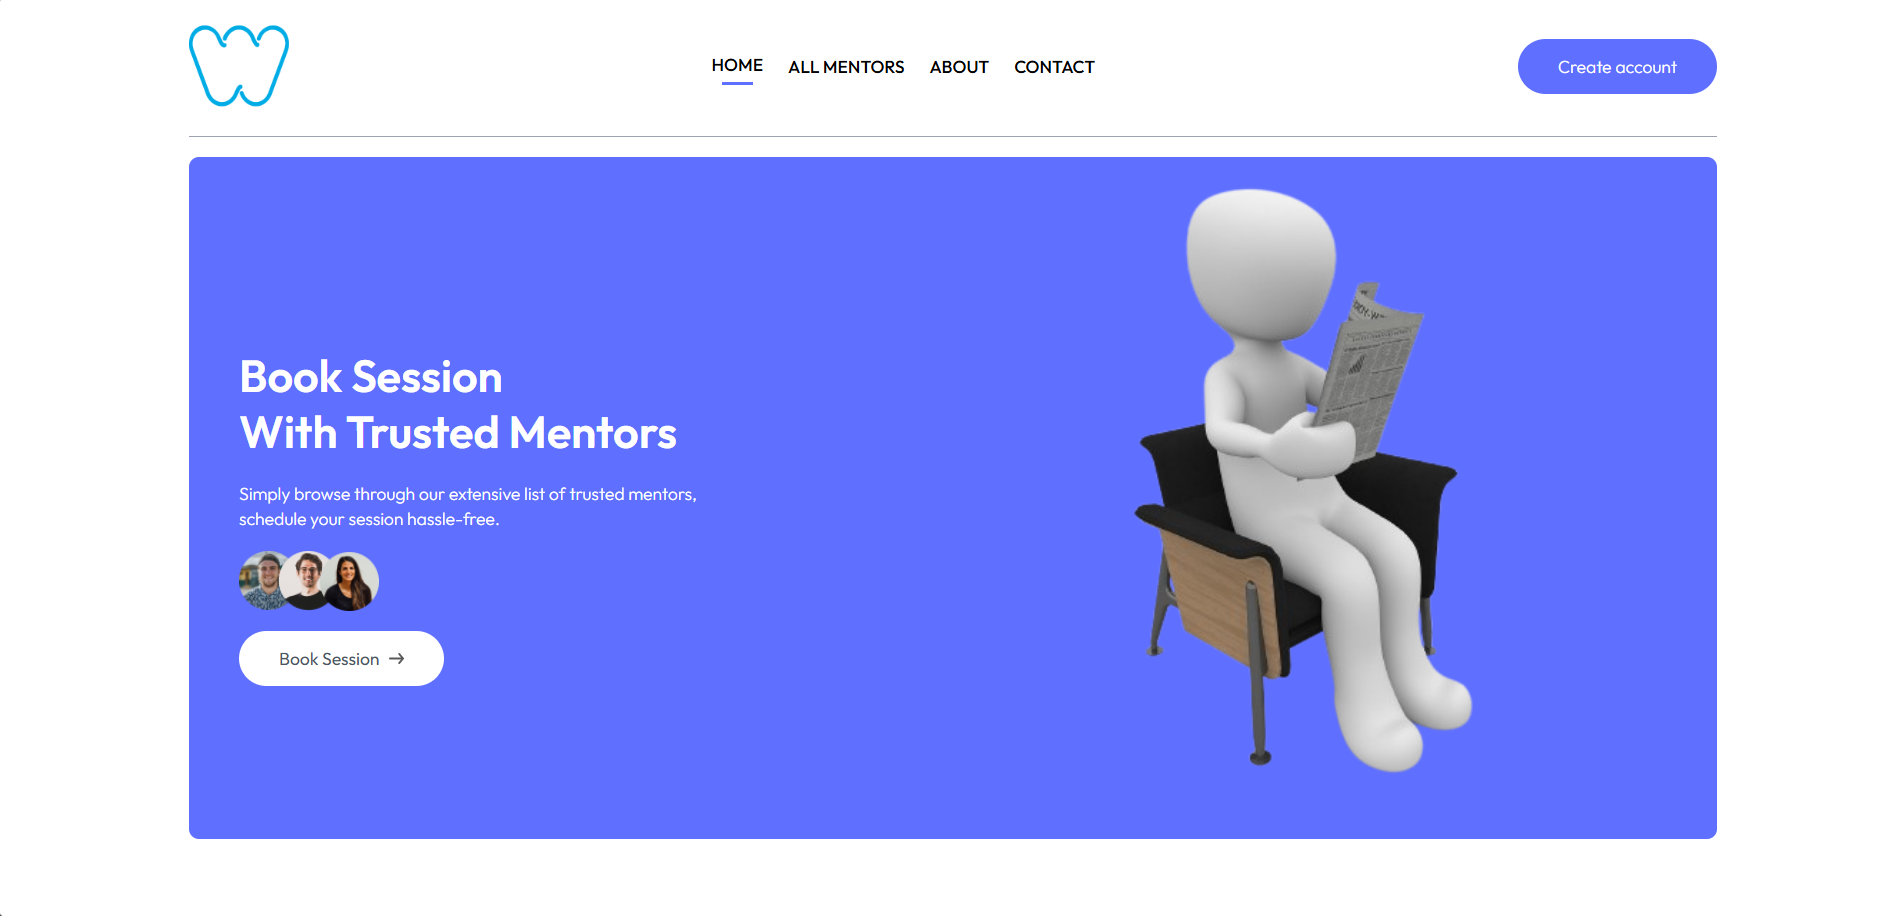 HOME
ALL MENTORS
ABOUT
CONTACT
Create account
Book Session
With Trusted Mentors
Simply browse through our extensive list of trusted mentors,
schedule your session hassle-free.
Book Session →